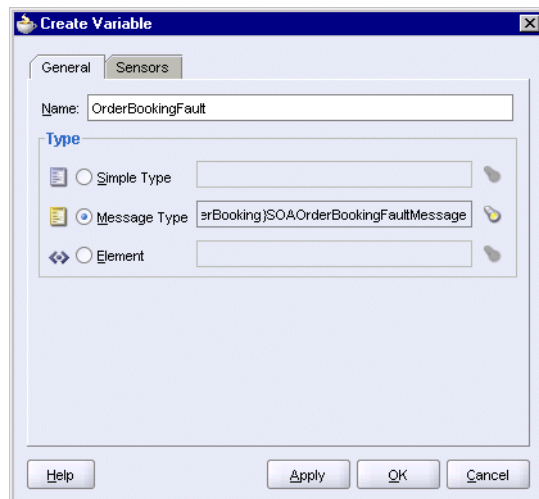 Create Variable
General Sensors
Name: OrderBookingFault
Type
Simple Type
Message Type erBooking}SOAOrderBookingFaultMessage
Element
Help Apply OK Cancel